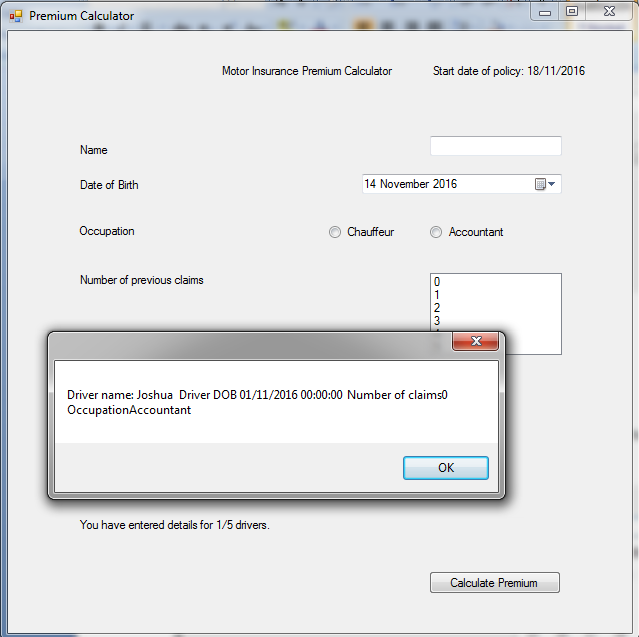 Premium Calculator
Motor Insurance Premium Calculator Start date of policy: 18/11/2016
Name
Date of Birth 14 November 2016
Occupation Chauffeur Accountant
Number of previous claims 0
1
2
3
Driver name: Joshua Driver DOB 01/11/2016 00:00:00 Number of claims0
OccupationAccountant
OK
You have entered details for 1/5 drivers.
Calculate Premium